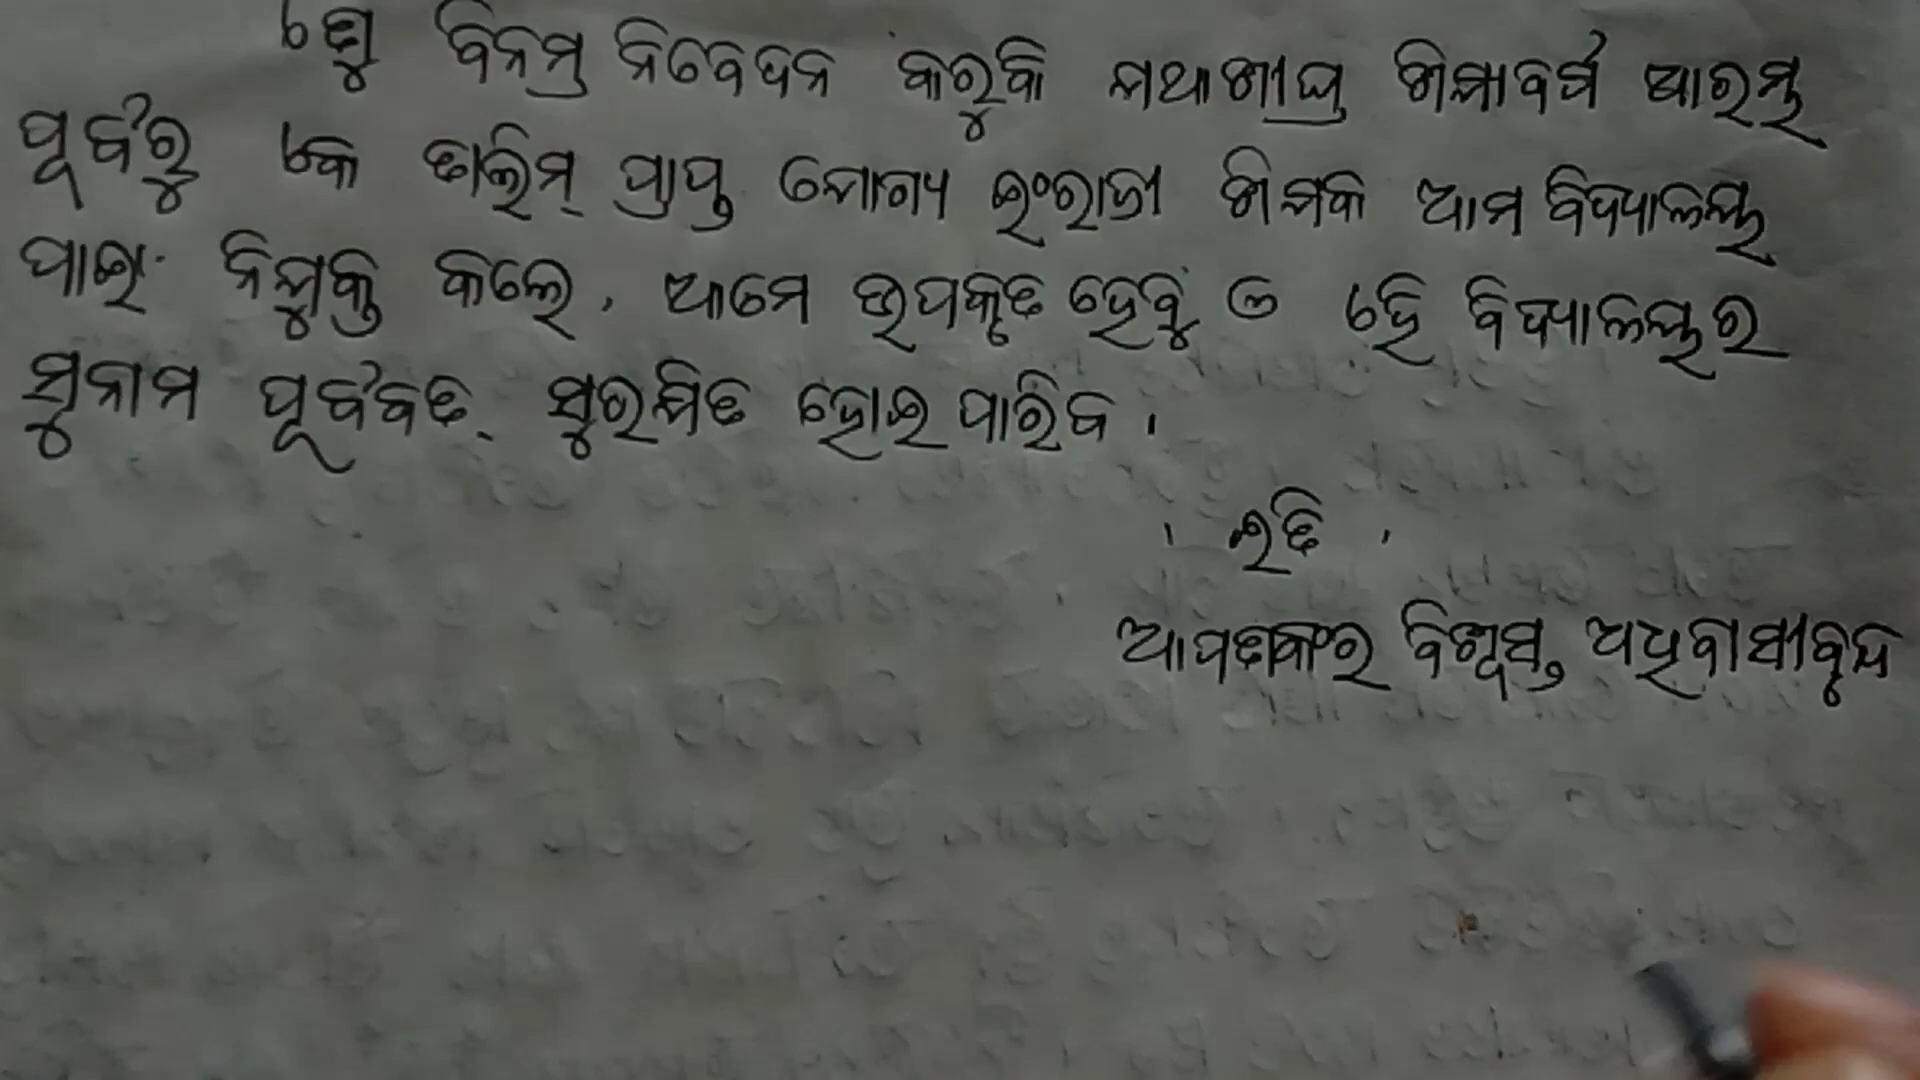 ଏଣୁ ବିନମ୍ର ନିବେଦନ କରୁକି ଯଥାଶୀଘ୍ର ଶିକ୍ଷାବର୍ଷ ଆରମ୍ଭ
ପୂର୍ବରୁ ଜଣେ ତାଲିମ୍ ପ୍ରାପ୍ତ ଯୋଗ୍ୟ ଇଂରାଜୀ ଶିକ୍ଷକ ଆମ ବିଦ୍ୟାଳୟ
ପାଇଁ ନିଯୁକ୍ତ କଲେ, ଆମେ ଉପକୃତ ହେବୁ ଓ ଏହି ବିଦ୍ୟାଳୟର
ସୁନାମ ପୂର୍ବବତ୍ ସୁରକ୍ଷିତ ହୋଇ ପାରିବ ।
। ଇତି ।
ଆପଣଙ୍କର ବିଶ୍ୱସ୍ତ ଅଧିବାସୀବୃନ୍ଦ